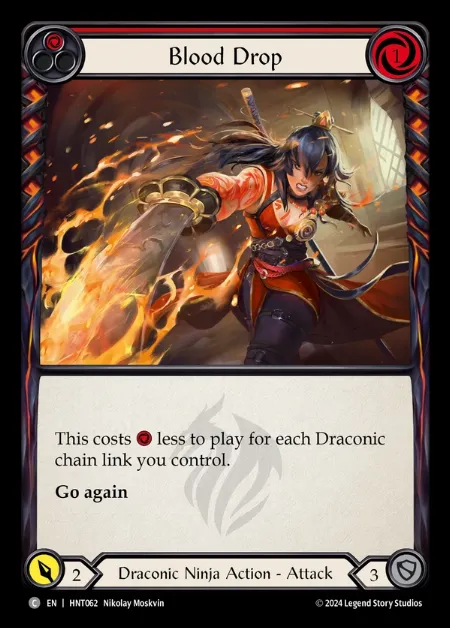 Blood Drop
1
This costs less to play for each Draconic
chain link you control.
Go again
2
Draconic Ninja Action - Attack
3
C EN | HNT062 Nikolay Moskvin
© 2024 Legend Story Studios